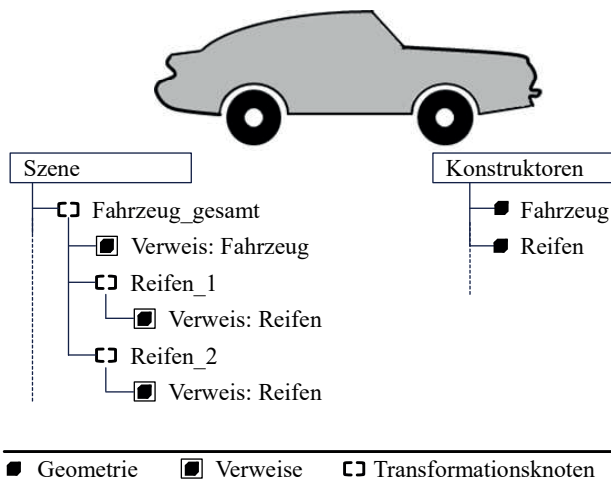 Szene
Fahrzeug_gesamt
Verweis: Fahrzeug
Reifen_1
Verweis: Reifen
Reifen_2
Verweis: Reifen
Konstruktoren
Fahrzeug
Reifen
Geometrie Verweise Transformationsknoten